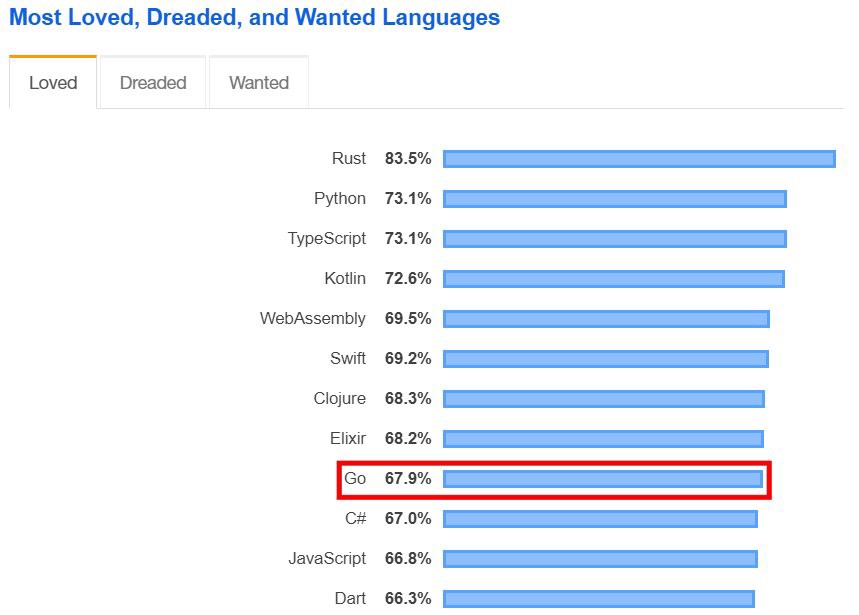 Most Loved, Dreaded, and Wanted Languages
Loved Dreaded Wanted
Rust 83.5%
Python 73.1%
TypeScript 73.1%
Kotlin 72.6%
WebAssembly 69.5%
Swift 69.2%
Clojure 68.3%
Elixir 68.2%
Go 67.9%
C# 67.0%
JavaScript 66.8%
Dart 66.3%